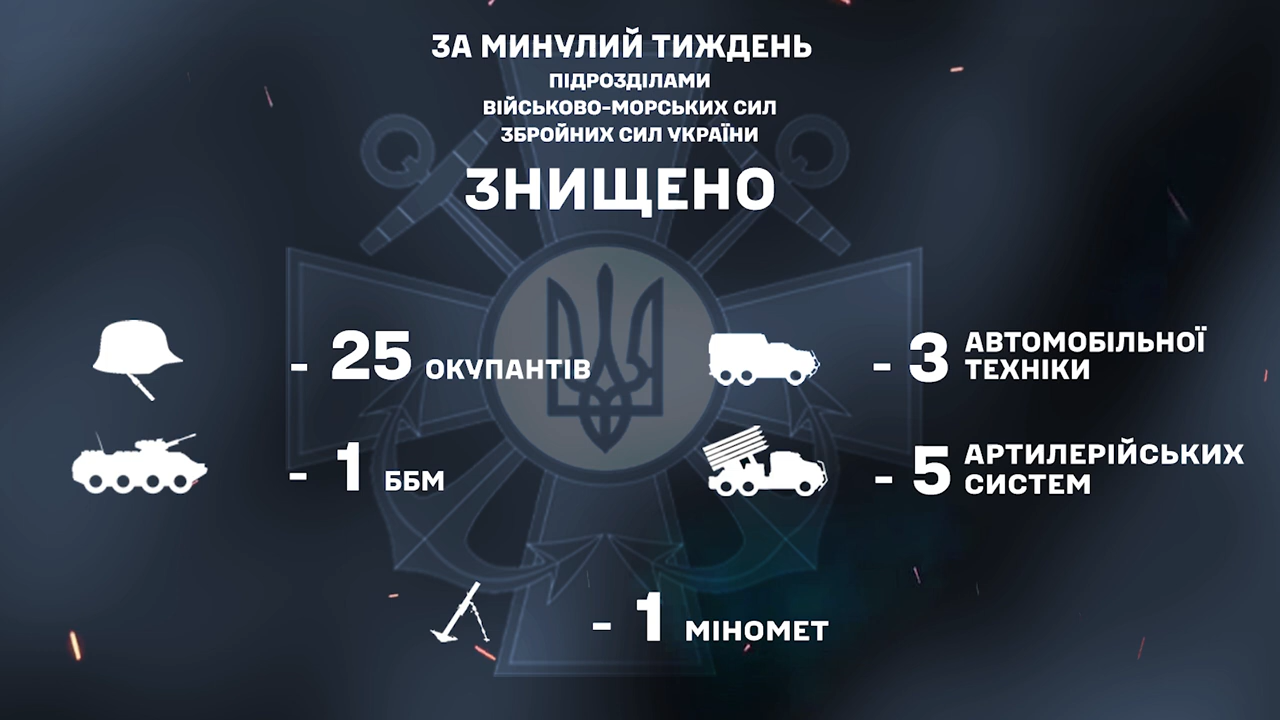 ЗА МИНУЛИЙ ТИЖДЕНЬ
ПІДРОЗДІЛАМИ
ВІЙСЬКОВО-МОРСЬКИХ СИЛ
ЗБРОЙНИХ СИЛ УКРАЇНИ
ЗНИЩЕНО
- 25 ОКУПАНТІВ
- 3 АВТОМОБІЛЬНОЇ
ТЕХНІКИ
- 1 ББМ
- 5 АРТИЛЕРІЙСЬКИХ
СИСТЕМ
- 1 МІНОМЕТ